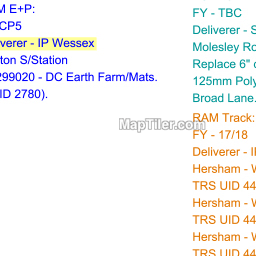 M E+P:
CP5
verer - IP Wessex
ton S/Station
299020 - DC Earth Farm/Mats.
ID 2780).
FY - TBC
Deliverer - S
Molesley Ro
Replace 6" o
125mm Poly
Broad Lane.
RAM Track:
FY - 17/18
Deliverer - I
Hersham - W
TRS UID 44
Hersham - W
TRS UID 44
Hersham - W
TRS UID 44
MapTiler.com